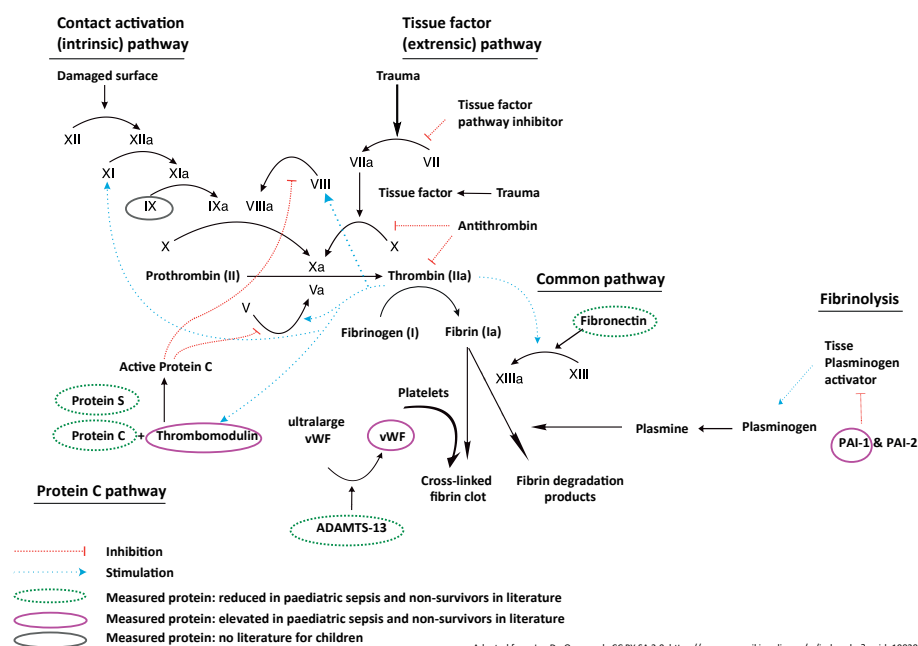 Contact activation
(intrinsic) pathway
Tissue factor
(extrinsic) pathway
Damaged surface
Trauma
Tissue factor
pathway inhibitor
XII
XIIa
VIIa
VII
XI
XIa
VIII
Tissue factor
Trauma
IX
IXa
VIIIa
Antithrombin
X
X
Xa
Prothrombin (II)
Thrombin (IIa)
Common pathway
Va
Fibrinolysis
V
Fibrinogen (I)
Fibrin (Ia)
Fibronectin
Tisse
Plasminogen
activator
Active Protein C
XIIIa
XIII
Protein S
Platelets
Protein C
+
Thrombomodulin
ultralarge
vWF
vWF
Plasmine
Plasminogen
PAI-1 & PAI-2
Protein C pathway
Cross-linked
fibrin clot
Fibrin degradation
products
ADAMTS-13
Inhibition
Stimulation
Measured protein: reduced in paediatric sepsis and non-survivors in literature
Measured protein: elevated in paediatric sepsis and non-survivors in literature
Measured protein: no literature for children